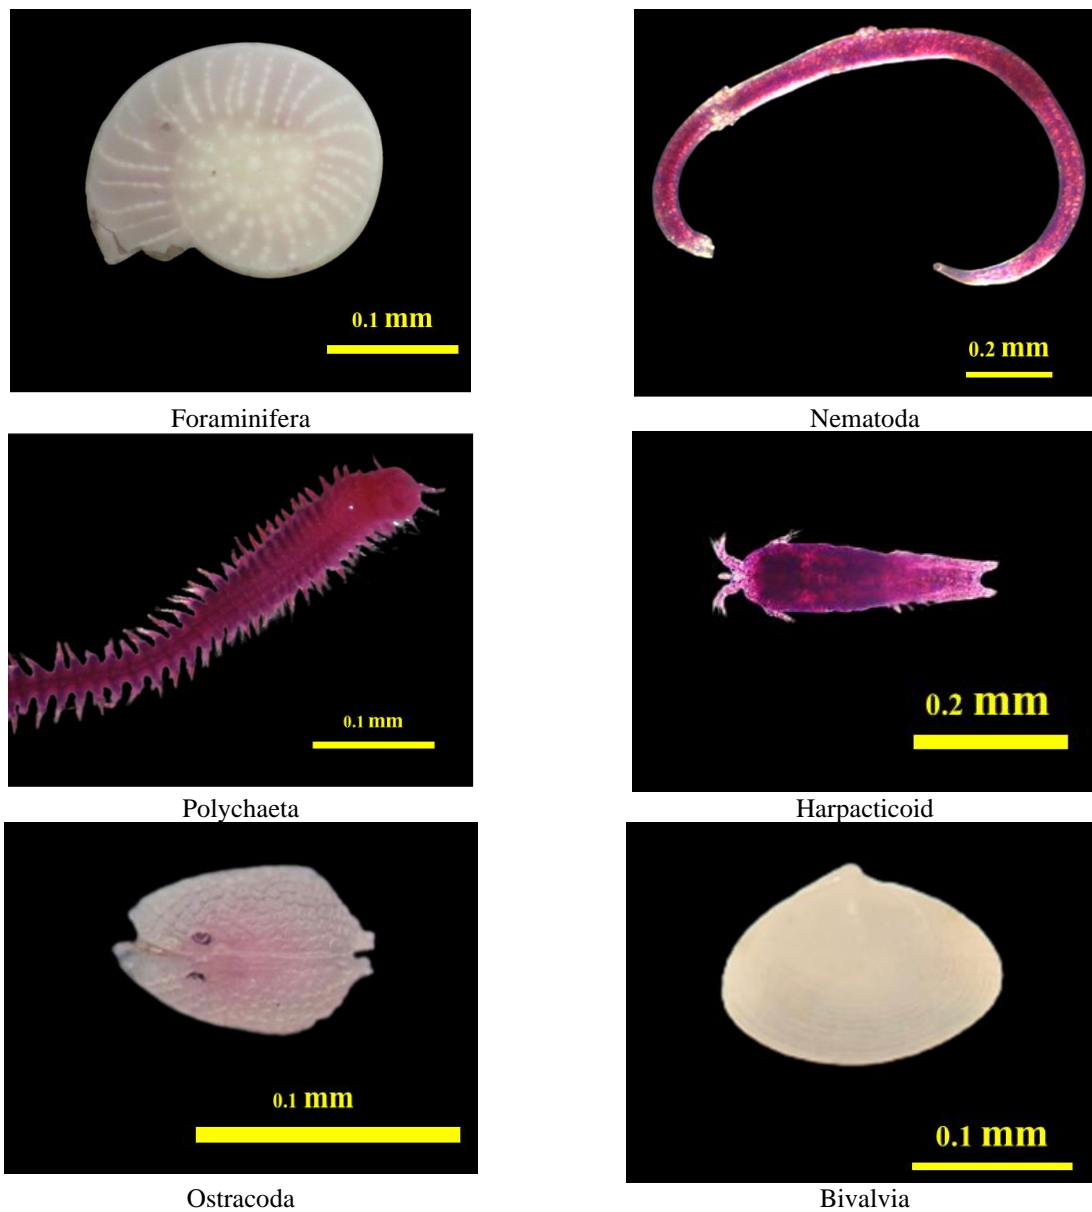 0.1 mm
0.2 mm
Foraminifera
Nematoda
0.1 mm
0.2 mm
Polychaeta
Harpacticoid
0.1 mm
0.1 mm
Ostracoda
Bivalvia